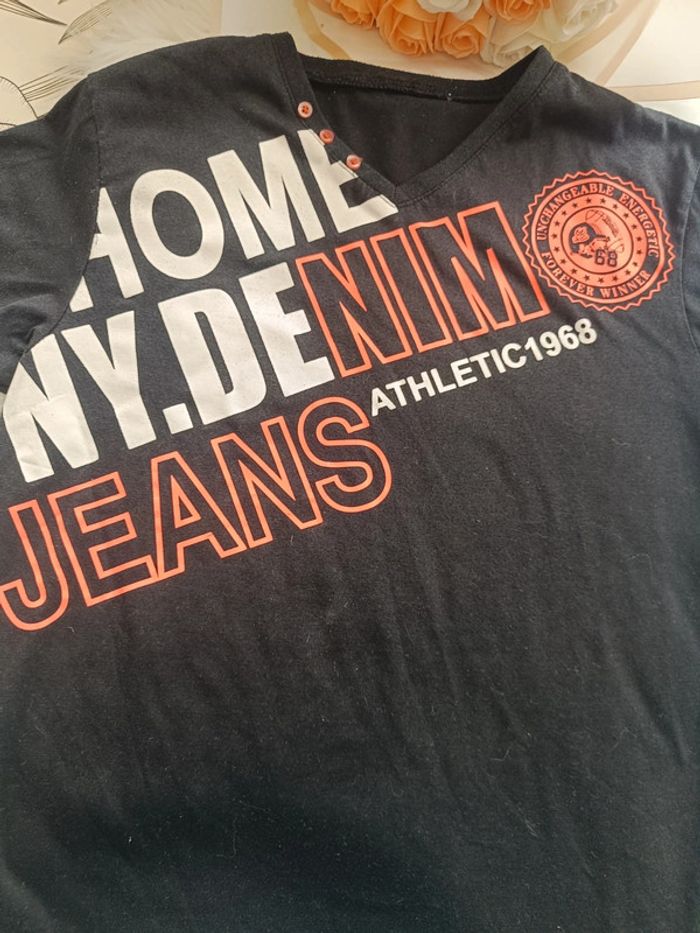 HOME
NY.DENIM
JEANS
ATHLETIC1968
UNCHANGEABLE ENERGETIC
68
FOREVER WINNER